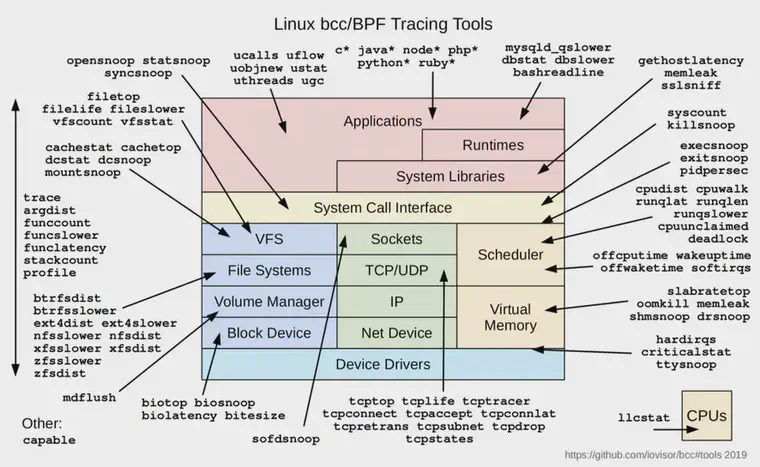 Linux bcc/BPF Tracing Tools
opensnoop statsnoop
syncsnoop
ucalls uflow
uobjnew ustat
uthreads ugc
c* java* node* php*
python* ruby*
mysqld_qslower
dbstat dbslower
bashreadline
gethostlatency
memleak
sslsniff
filetop
filelife fileslower
vfscount vfsstat
syscount
killsnoop
cachestat cachetop
dcstat dcsnoop
mountsnoop
execsnoop
exitsnoop
pidpersec
trace
argdist
funccount
funcslower
funclatency
stackcount
profile
cpudist cpuwalk
runqlat runqlen
runqslower
cpuunclaimed
deadlock
offcputime wakeuptime
offwaketime softirqs
Applications
Runtimes
System Libraries
System Call Interface
VFS
Sockets
Scheduler
File Systems
TCP/UDP
Volume Manager
IP
Virtual
Memory
Block Device
Net Device
Device Drivers
btrfsdist
btrfsslower
ext4dist ext4slower
nfsslower nfsdist
xfsslower xfsdist
zfsslower
zfsdist
slabratetop
oomkill memleak
shmsnoop drsnoop
hardirqs
criticalstat
ttysnoop
mdflush
biotop biosnoop
biolatency bitesize
sofdsnoop
tcptop tcplife tcptracer
tcpconnect tcpaccept tcpconnlat
tcpretrans tcpsubnet tcpdrop
tcpstates
Other:
capable
llcstat
CPUs
https://github.com/iovisor/bcc#tools 2019